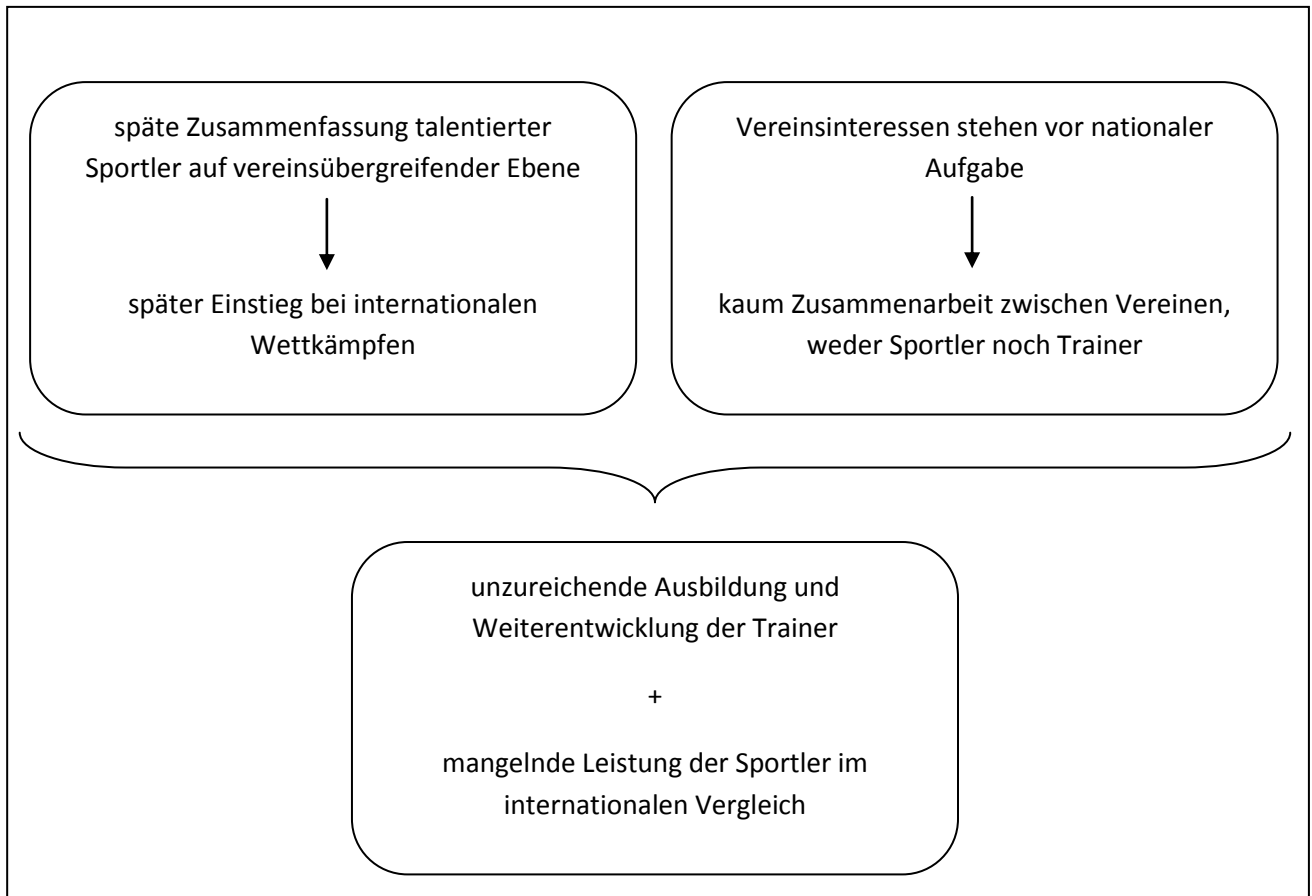 späte Zusammenfassung talentierter
Sportler auf vereinsübergreifender Ebene
später Einstieg bei internationalen
Wettkämpfen
Vereinsinteressen stehen vor nationaler
Aufgabe
kaum Zusammenarbeit zwischen Vereinen,
weder Sportler noch Trainer
unzureichende Ausbildung und
Weiterentwicklung der Trainer
+
mangelnde Leistung der Sportler im
internationalen Vergleich